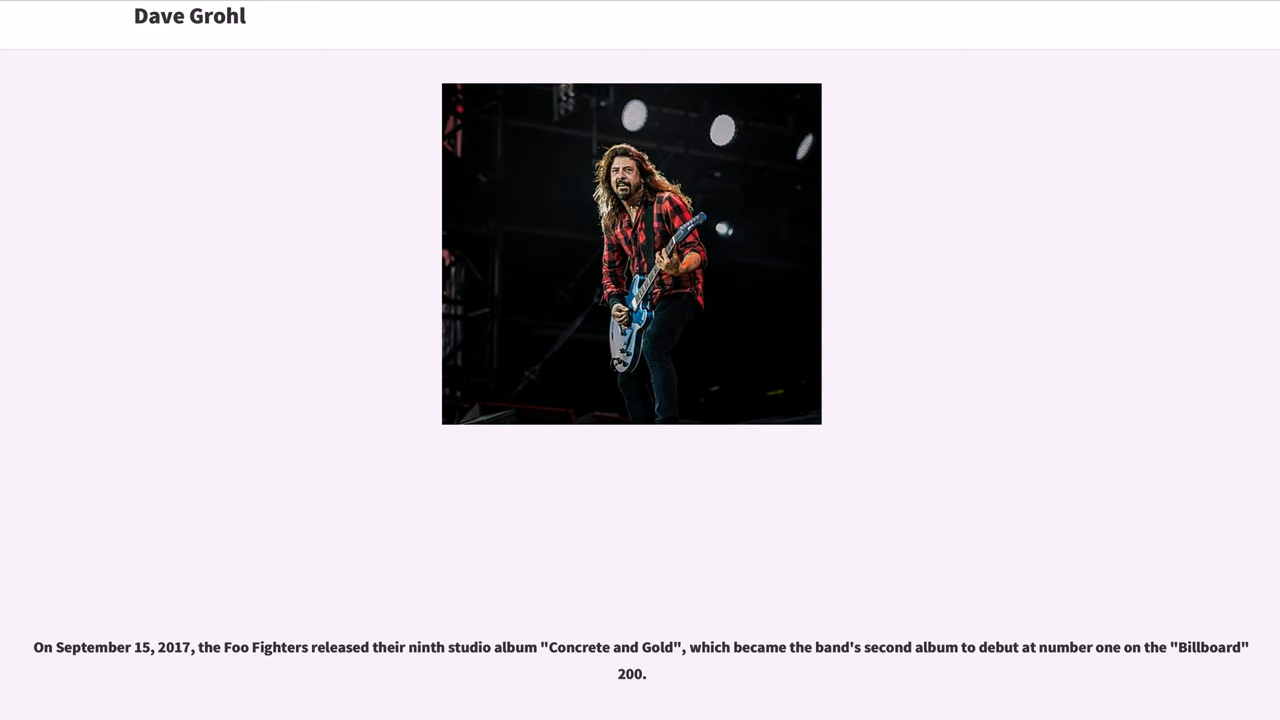 Dave Grohl
On September 15, 2017, the Foo Fighters released their ninth studio album "Concrete and Gold", which became the band's second album to debut at number one on the "Billboard"
200.